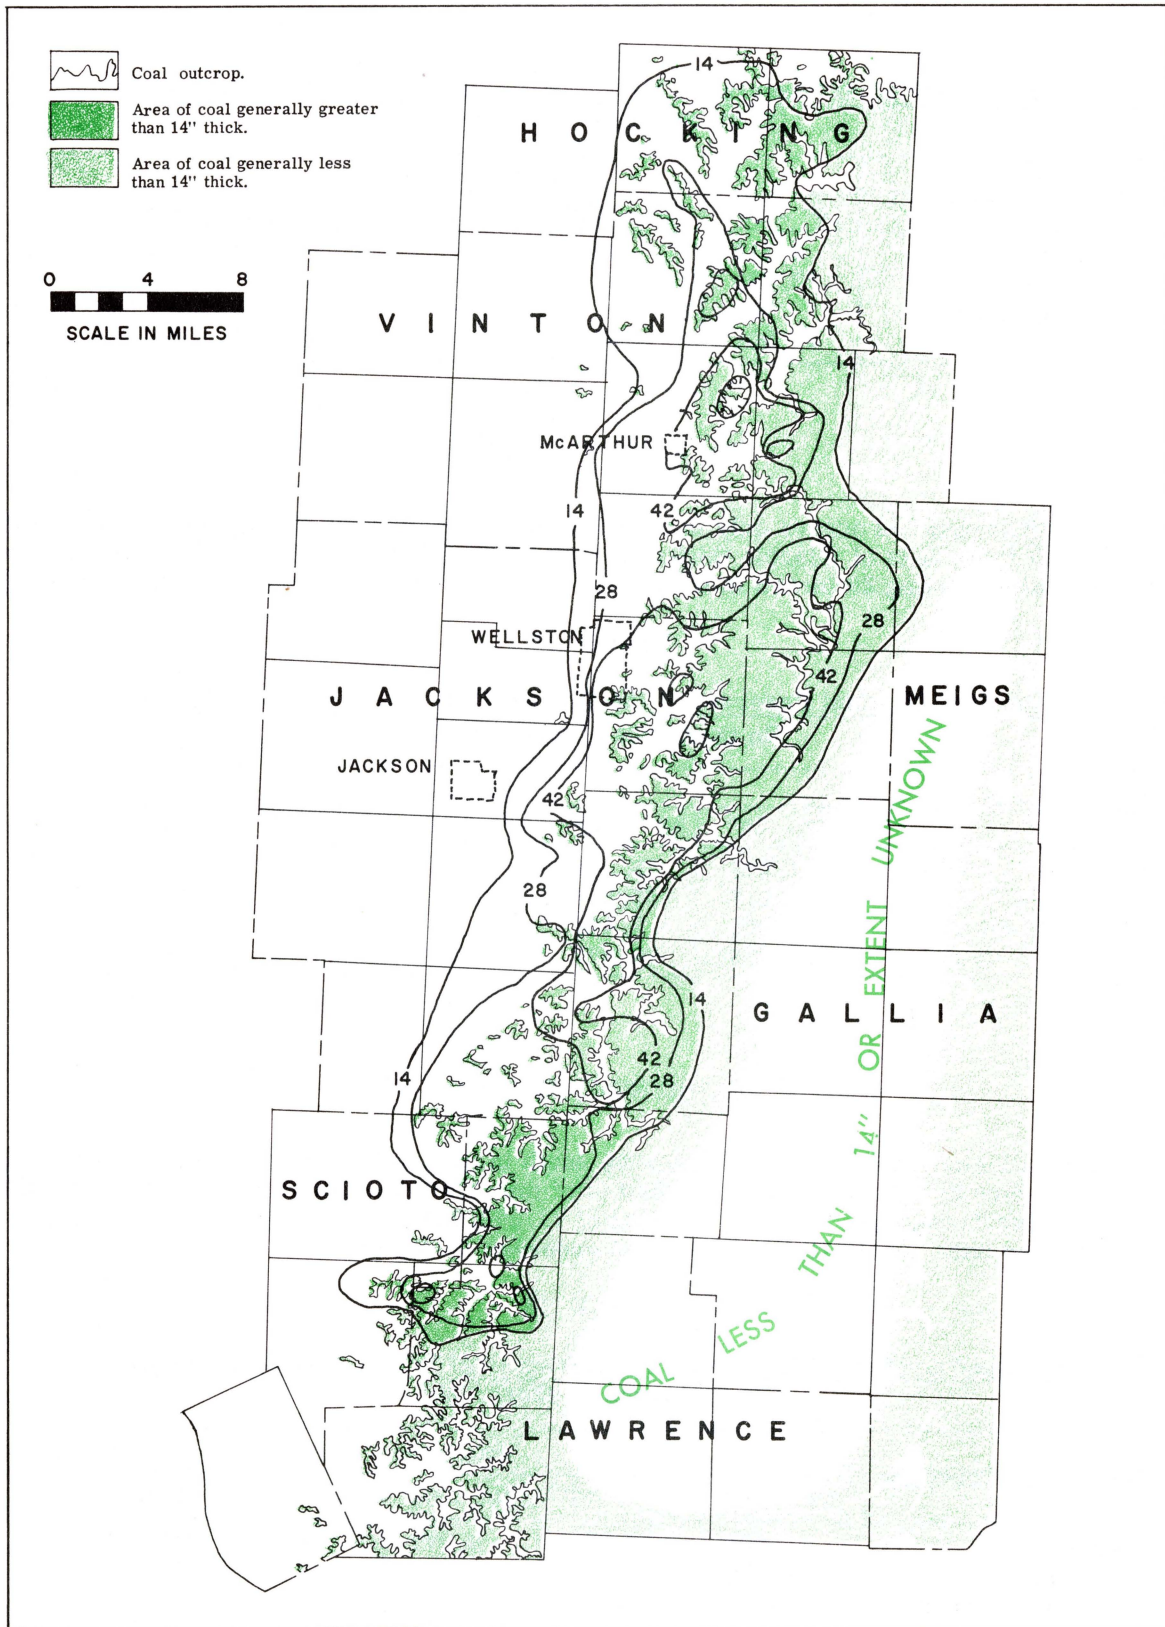 Coal outcrop.
Area of coal generally greater
than 14" thick.
Area of coal generally less
than 14" thick.
0 4 8
SCALE IN MILES
HOCKING
14
VINTON
14
McARTHUR
14
42
28
WELLSTON
28
42
JACKSON
MEIGS
JACKSON
42
28
14
GALLIA
42
28
14
SCIOTO
COAL LESS THAN 14" OR EXTENT UNKNOWN
LAWRENCE